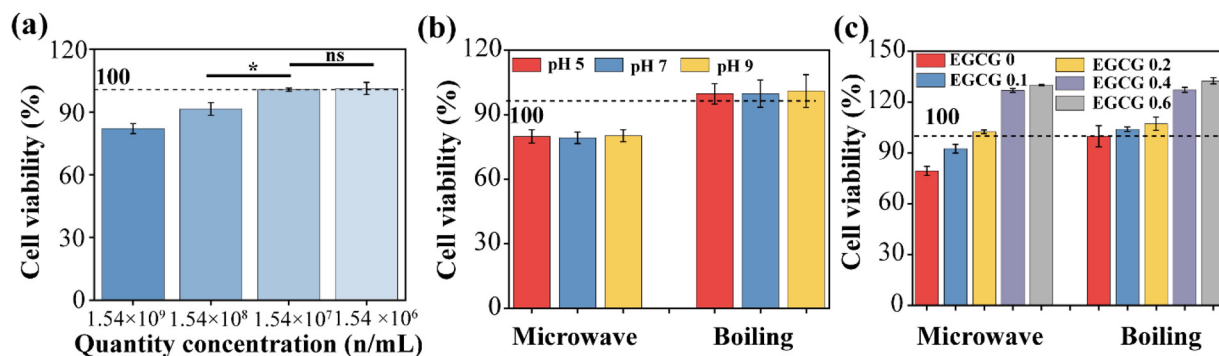 (a)
120
90
60
30
0
Cell viability (%)
100
*
ns
1.54×10⁹ 1.54×10⁸ 1.54×10⁷ 1.54 ×10⁶
Quantity concentration (n/mL)
(b)
120
90
60
30
0
Cell viability (%)
pH 5 pH 7 pH 9
100
Microwave Boiling
(c)
150
120
90
60
30
0
Cell viability (%)
EGCG 0
EGCG 0.1
EGCG 0.2
EGCG 0.4
EGCG 0.6
100
Microwave Boiling